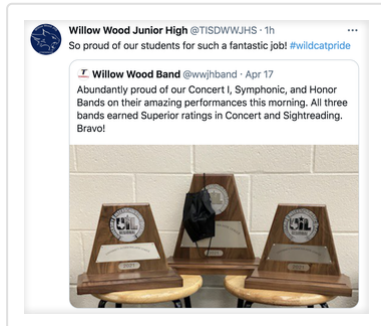 Willow Wood Junior High @TISDWWJHS · 1h
So proud of our students for such a fantastic job! #wildcatpride
Willow Wood Band @wwjhband · Apr 17
Abundantly proud of our Concert I, Symphonic, and Honor
Bands on their amazing performances this morning. All three
bands earned Superior ratings in Concert and Sightreading.
Bravo!
UIL
UIL